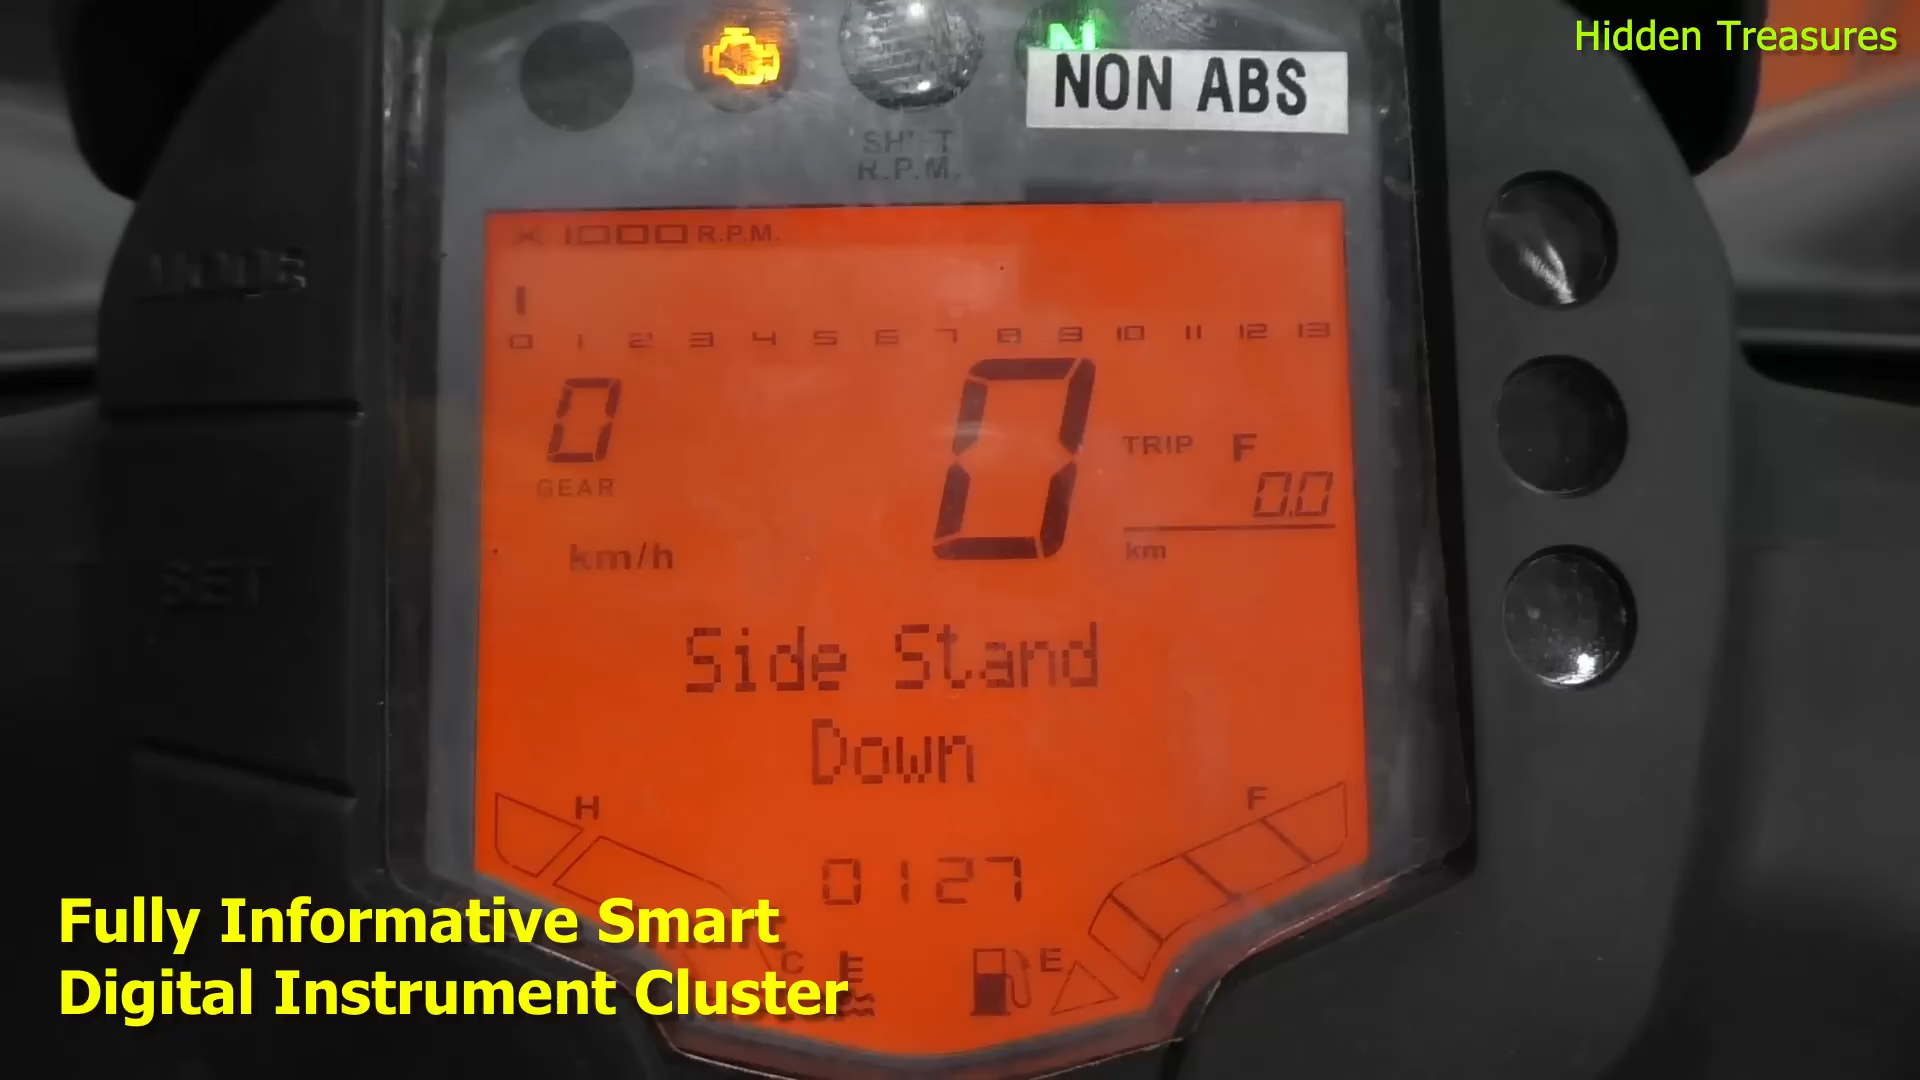 Hidden Treasures
N
NON ABS
SHIFT
R.P.M.
X 1000 R.P.M.
0 1 2 3 4 5 6 7 8 9 10 11 12 13
MODE
0
GEAR
0
TRIP F
0.0
km/h
km
SET
Side Stand
Down
H
F
0127
C
E
Fully Informative Smart
Digital Instrument Cluster